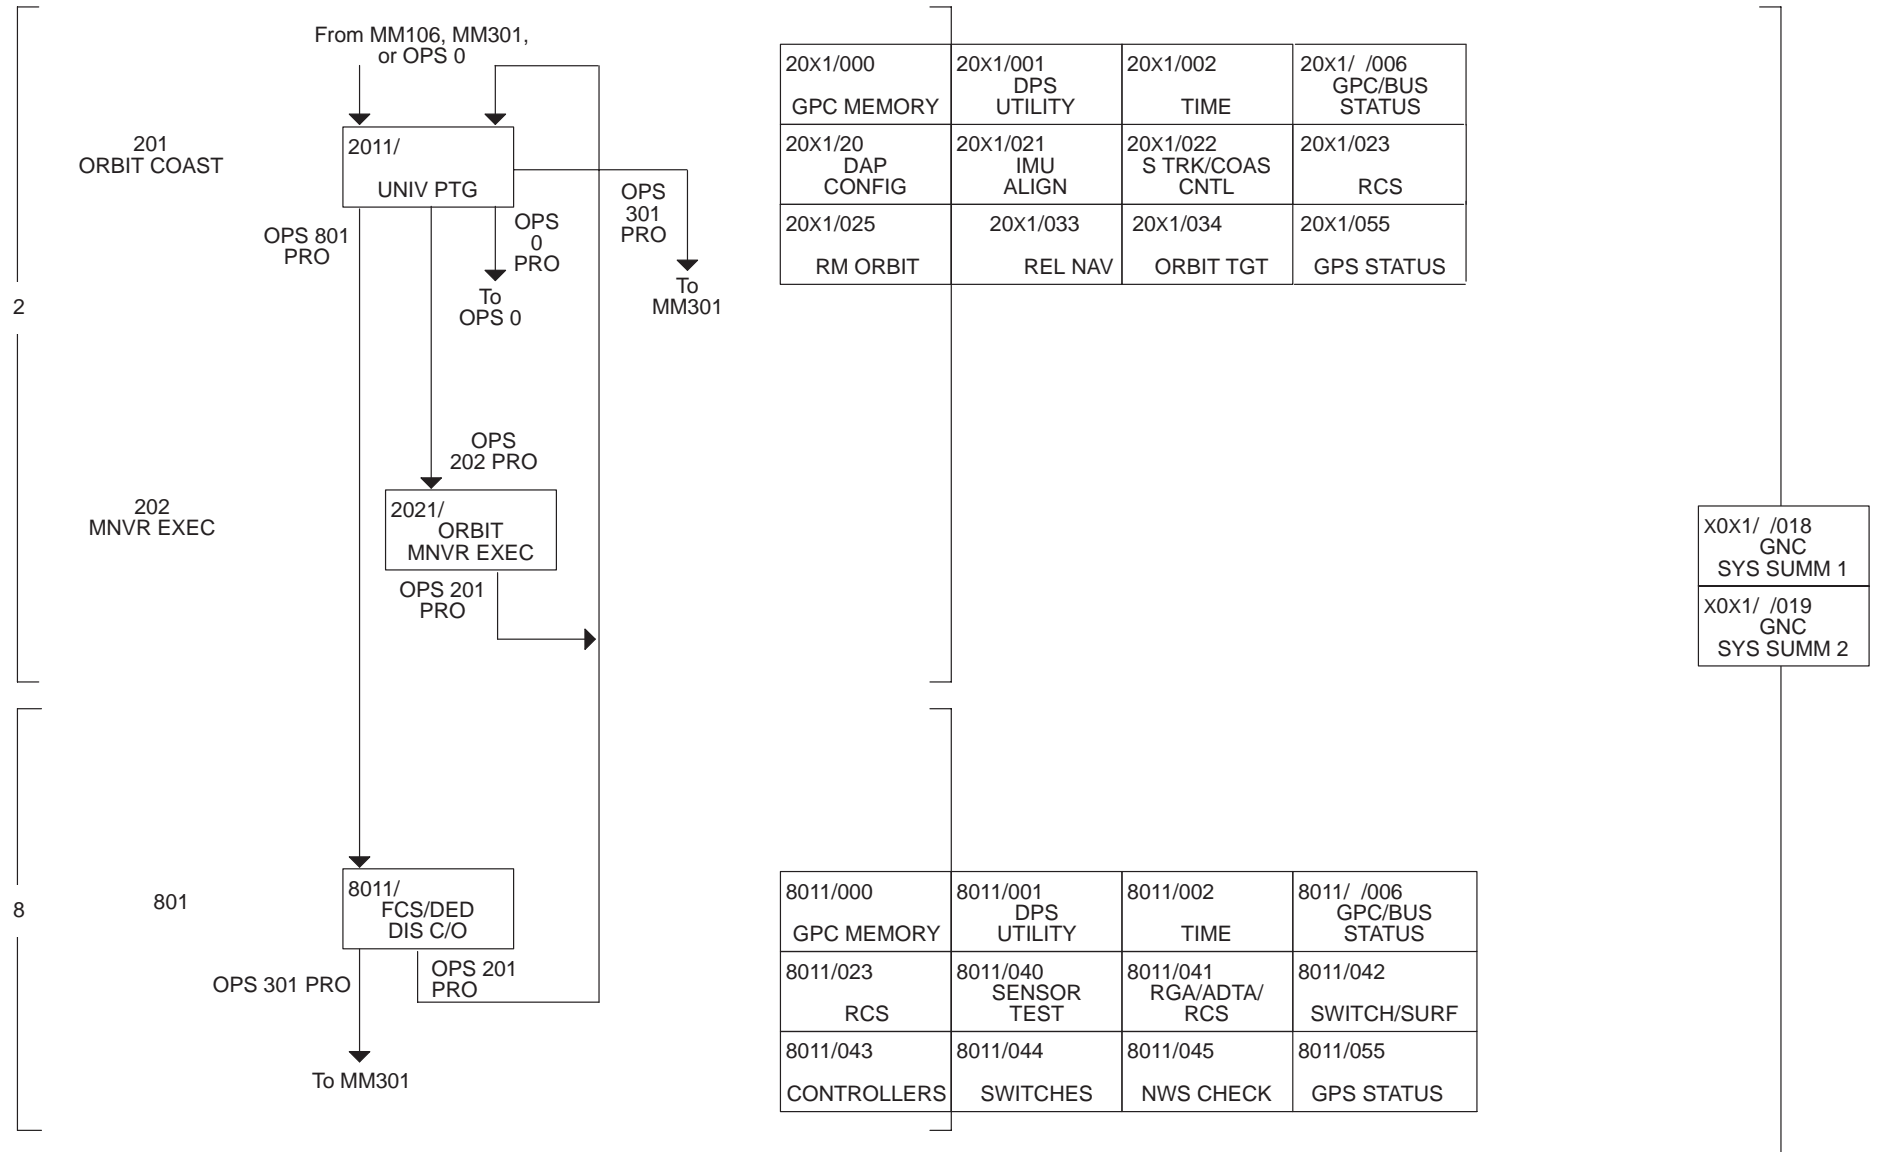 From MM106, MM301,
or OPS 0
201
ORBIT COAST
2011/
UNIV PTG
OPS 801
PRO
OPS
0
PRO
OPS
301
PRO
To
OPS 0
To
MM301
2
OPS
202 PRO
202
MNVR EXEC
2021/
ORBIT
MNVR EXEC
OPS 201
PRO
20X1/000
GPC MEMORY
20X1/001
DPS
UTILITY
20X1/002
TIME
20X1/ /006
GPC/BUS
STATUS
20X1/20
DAP
CONFIG
20X1/021
IMU
ALIGN
20X1/022
S TRK/COAS
CNTL
20X1/023
RCS
20X1/025
RM ORBIT
20X1/033
REL NAV
20X1/034
ORBIT TGT
20X1/055
GPS STATUS
X0X1/ /018
GNC
SYS SUMM 1
X0X1/ /019
GNC
SYS SUMM 2
8
801
8011/
FCS/DED
DIS C/O
OPS 301 PRO
OPS 201
PRO
To MM301
8011/000
GPC MEMORY
8011/001
DPS
UTILITY
8011/002
TIME
8011/ /006
GPC/BUS
STATUS
8011/023
RCS
8011/040
SENSOR
TEST
8011/041
RGA/ADTA/
RCS
8011/042
SWITCH/SURF
8011/043
CONTROLLERS
8011/044
SWITCHES
8011/045
NWS CHECK
8011/055
GPS STATUS